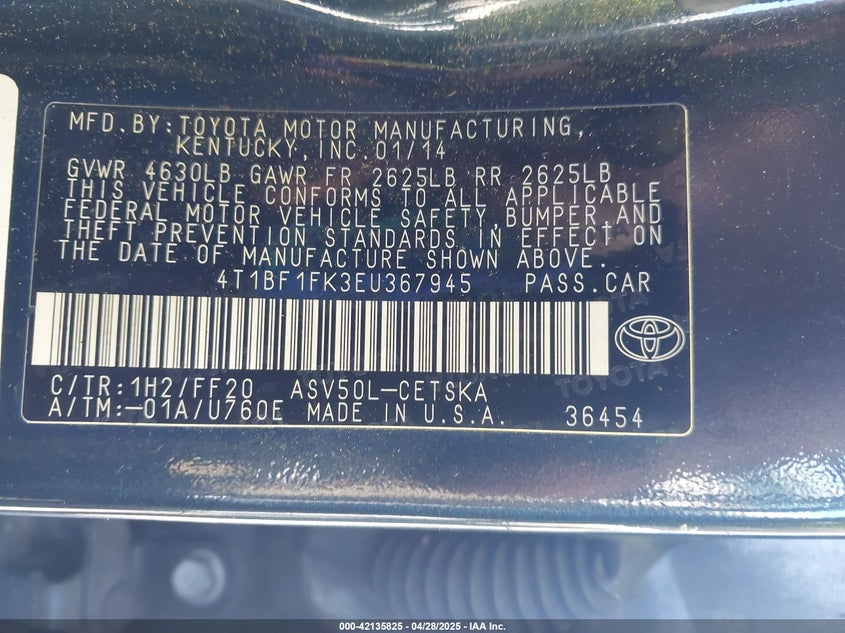 MFD.BY:TOYOTA MOTOR MANUFACTURING,
KENTUCKY,INC.01/14
GVWR 4630LB GAWR FR 2625LB RR 2625LB
THIS VEHICLE CONFORMS TO ALL APPLICABLE
FEDERAL MOTOR VEHICLE SAFETY,BUMPER,AND
THEFT PREVENTION STANDARDS IN EFFECT ON
THE DATE OF MANUFACTURE SHOWN ABOVE.
4T1BF1FK3EU367945 PASS.CAR
C/TR:1H2/FF20 ASV50L-CETSKA
A/TM:-01A/U760E MADE IN U.S.A. 36454
000-42135825 - 04/28/2025 - IAA Inc.